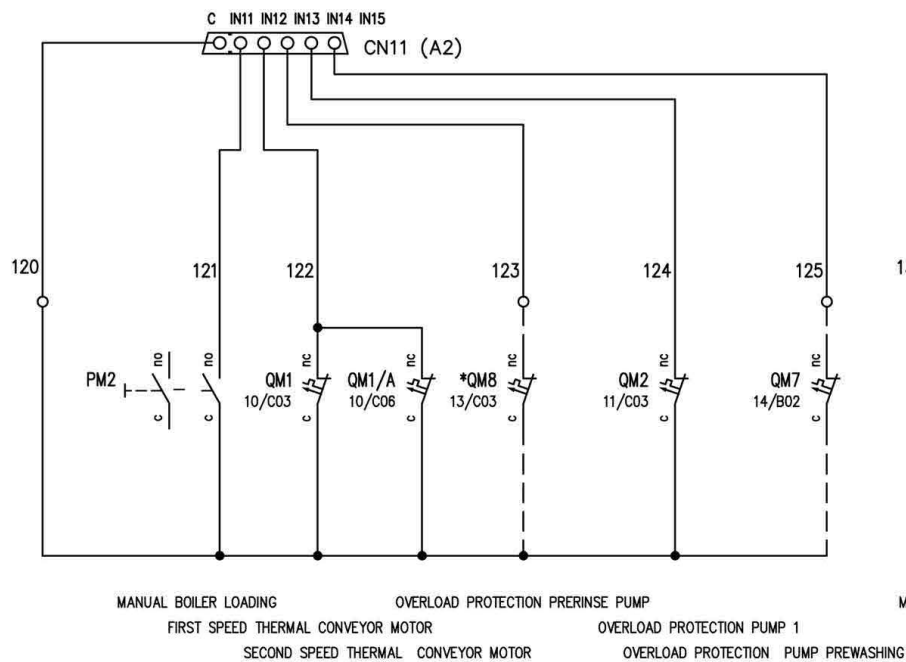 C IN11 IN12 IN13 IN14 IN15
CN11 (A2)
120
121
122
123
124
125
no
no
nc
nc
nc
nc
nc
PM2
QM1
QM1/A
*QM8
QM2
QM7
10/C03
10/C06
13/C03
11/C03
14/B02
c
c
c
c
c
c
c
MANUAL BOILER LOADING
OVERLOAD PROTECTION PRERINSE PUMP
FIRST SPEED THERMAL CONVEYOR MOTOR
OVERLOAD PROTECTION PUMP 1
SECOND SPEED THERMAL CONVEYOR MOTOR
OVERLOAD PROTECTION PUMP PREWASHING